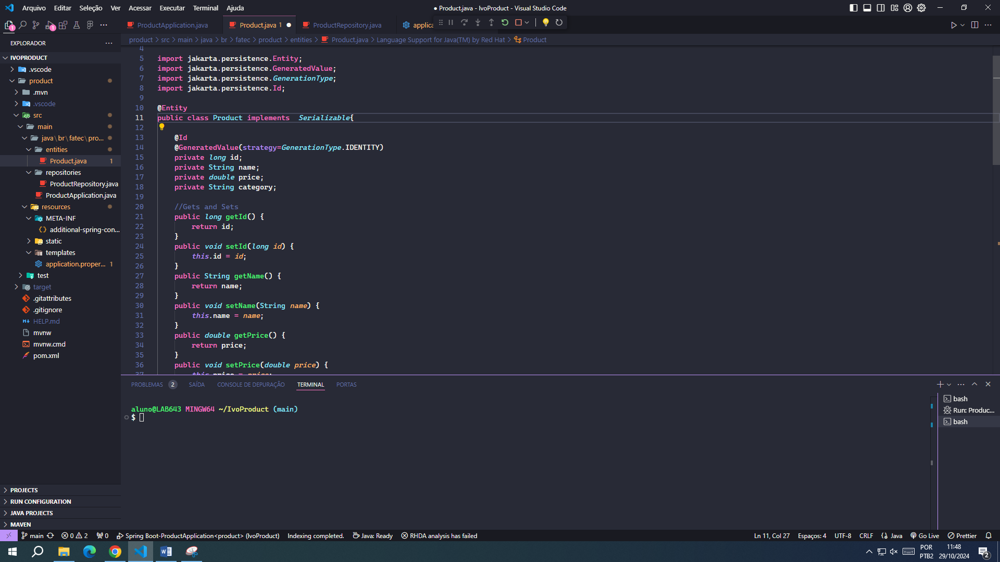 Arquivo Editar Seleção Ver Acessar Executar Terminal Ajuda
● Product.java - IvoProduct - Visual Studio Code
ProductApplication.java
Product.java 1
ProductRepository.java
applica
EXPLORADOR
product > src > main > java > br > fatec > product > entities > Product.java > Language Support for Java(TM) by Red Hat > Product
IVOPRODUCT
.vscode
product
.mvn
.vscode
src
main
java\br\fatec\pro...
entities
Product.java 1
repositories
ProductRepository.java
ProductApplication.java
resources
META-INF
additional-spring-con...
static
templates
application.proper... 1
test
target
.gitattributes
.gitignore
HELP.md
mvnw
mvnw.cmd
pom.xml
PROJECTS
RUN CONFIGURATION
JAVA PROJECTS
MAVEN
4
5 import jakarta.persistence.Entity;
6 import jakarta.persistence.GeneratedValue;
7 import jakarta.persistence.GenerationType;
8 import jakarta.persistence.Id;
9
10 @Entity
11 public class Product implements  Serializable{
12
13 @Id
14 @GeneratedValue(strategy=GenerationType.IDENTITY)
15 private long id;
16 private String name;
17 private double price;
18 private String category;
19
20 //Gets and Sets
21 public long getId() {
22 return id;
23 }
24 public void setId(long id) {
25 this.id = id;
26 }
27 public String getName() {
28 return name;
29 }
30 public void setName(String name) {
31 this.name = name;
32 }
33 public double getPrice() {
34 return price;
35 }
36 public void setPrice(double price) {
37 this.price = price;
PROBLEMAS 2 SAÍDA CONSOLE DE DEPURAÇÃO TERMINAL PORTAS
aluno@LAB643 MINGW64 ~/IvoProduct (main)
$
bash
Run: Produc...
bash
main 0 2 0 Spring Boot-ProductApplication<product> (IvoProduct) Indexing completed. Java: Ready RHDA analysis has failed
Ln 11, Col 27 Espaços: 4 UTF-8 CRLF Java Go Live Prettier
POR
PTB2
11:48
29/10/2024
2